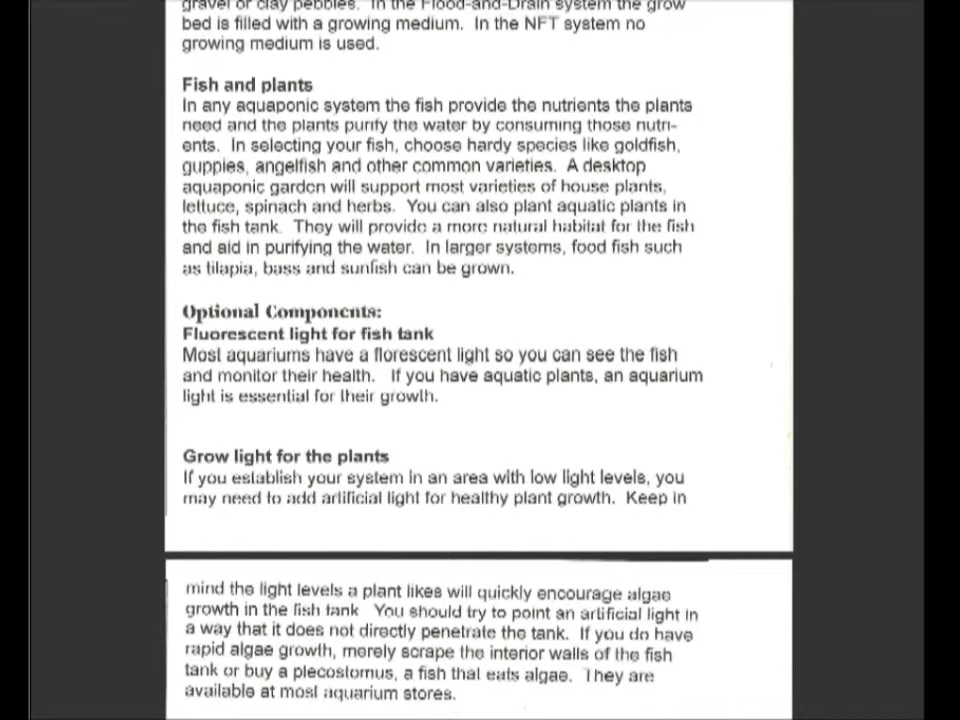 gravel or clay pebbles. In the Flood-and-Drain system the grow
bed is filled with a growing medium. In the NFT system no
growing medium is used.
Fish and plants
In any aquaponic system the fish provide the nutrients the plants
need and the plants purify the water by consuming those nutri-
ents. In selecting your fish, choose hardy species like goldfish,
guppies, angelfish and other common varieties. A desktop
aquaponic garden will support most varieties of house plants,
lettuce, spinach and herbs. You can also plant aquatic plants in
the fish tank. They will provide a more natural habitat for the fish
and aid in purifying the water. In larger systems, food fish such
as tilapia, bass and sunfish can be grown.
Optional Components:
Fluorescent light for fish tank
Most aquariums have a florescent light so you can see the fish
and monitor their health. If you have aquatic plants, an aquarium
light is essential for their growth.
Grow light for the plants
If you establish your system in an area with low light levels, you
may need to add artificial light for healthy plant growth. Keep in
mind the light levels a plant likes will quickly encourage algae
growth in the fish tank You should try to point an artificial light in
a way that it does not directly penetrate the tank. If you do have
rapid algae growth, merely scrape the interior walls of the fish
tank or buy a plecostomus, a fish that eats algae. They are
available at most aquarium stores.